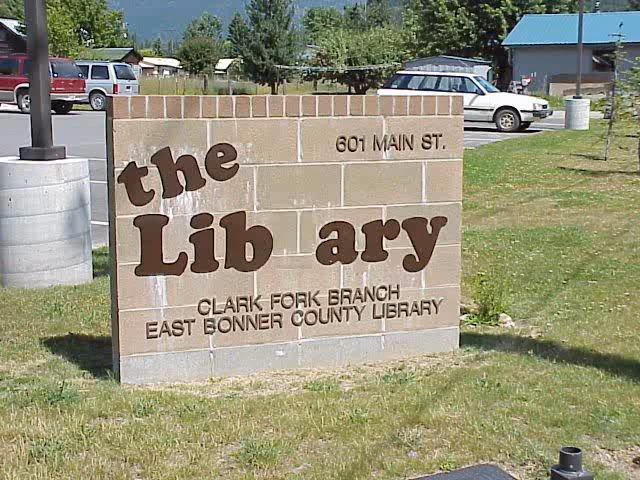 601 MAIN ST.
the
Lib ary
CLARK FORK BRANCH
EAST BONNER COUNTY LIBRARY